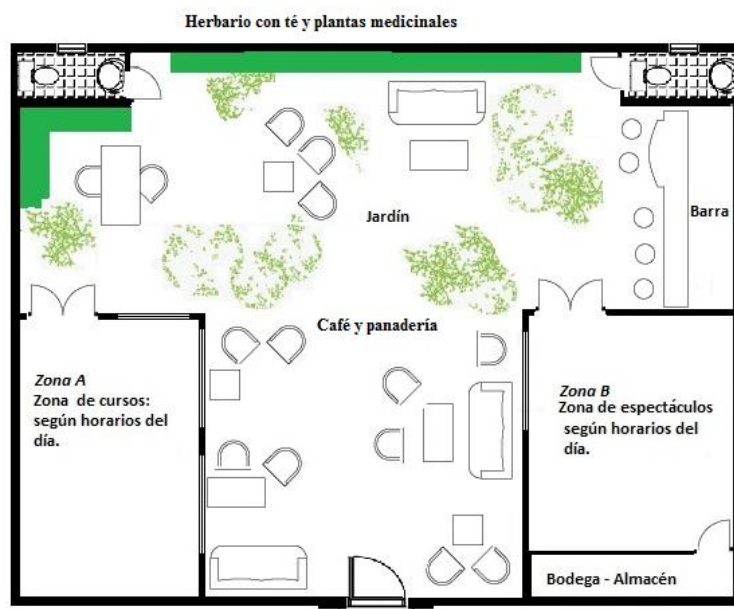 Herbario con té y plantas medicinales
Jardín
Barra
Café y panadería
Zona A
Zona de cursos:
según horarios del
día.
Zona B
Zona de espectáculos
según horarios del
día.
Bodega - Almacén